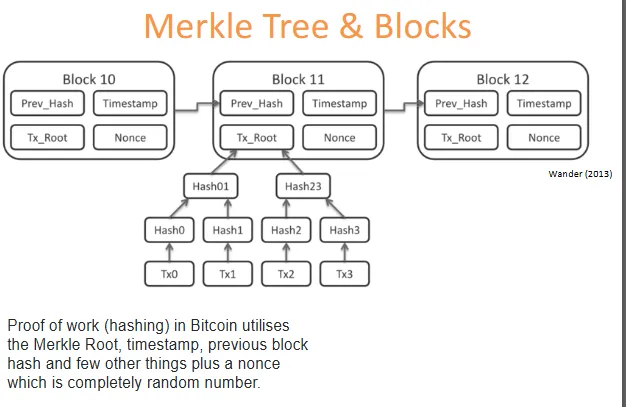 Merkle Tree & Blocks
Block 10
Block 11
Block 12
Prev_Hash Timestamp
Prev_Hash Timestamp
Prev_Hash Timestamp
Tx_Root Nonce
Tx_Root Nonce
Tx_Root Nonce
Wander (2013)
Hash01 Hash23
Hash0 Hash1 Hash2 Hash3
Tx0 Tx1 Tx2 Tx3
Proof of work (hashing) in Bitcoin utilises
the Merkle Root, timestamp, previous block
hash and few other things plus a nonce
which is completely random number.